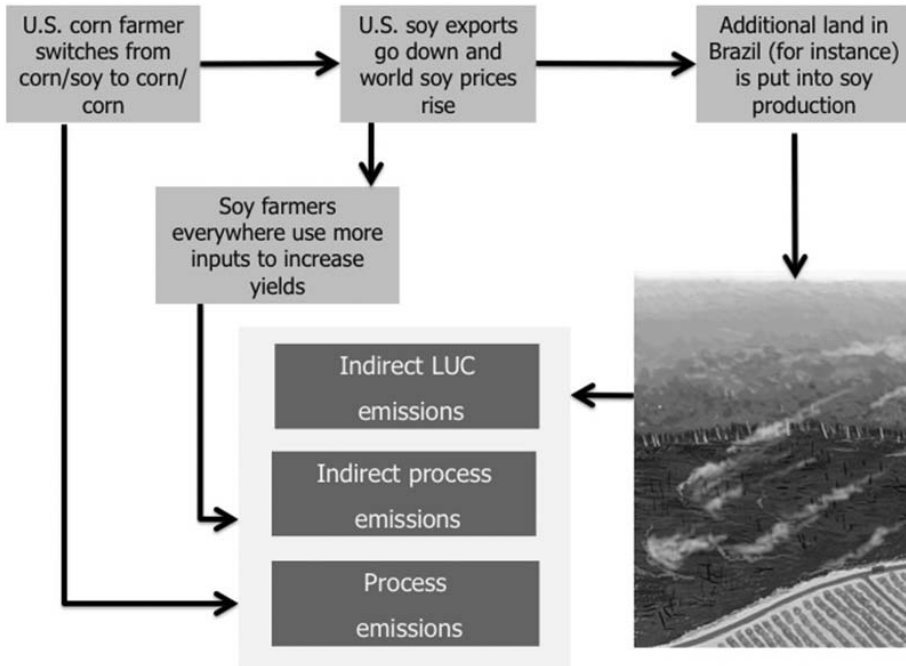 U.S. corn farmer
switches from
corn/soy to corn/
corn
U.S. soy exports
go down and
world soy prices
rise
Additional land in
Brazil (for instance)
is put into soy
production
Soy farmers
everywhere use more
inputs to increase
yields
Indirect LUC
emissions
Indirect process
emissions
Process
emissions